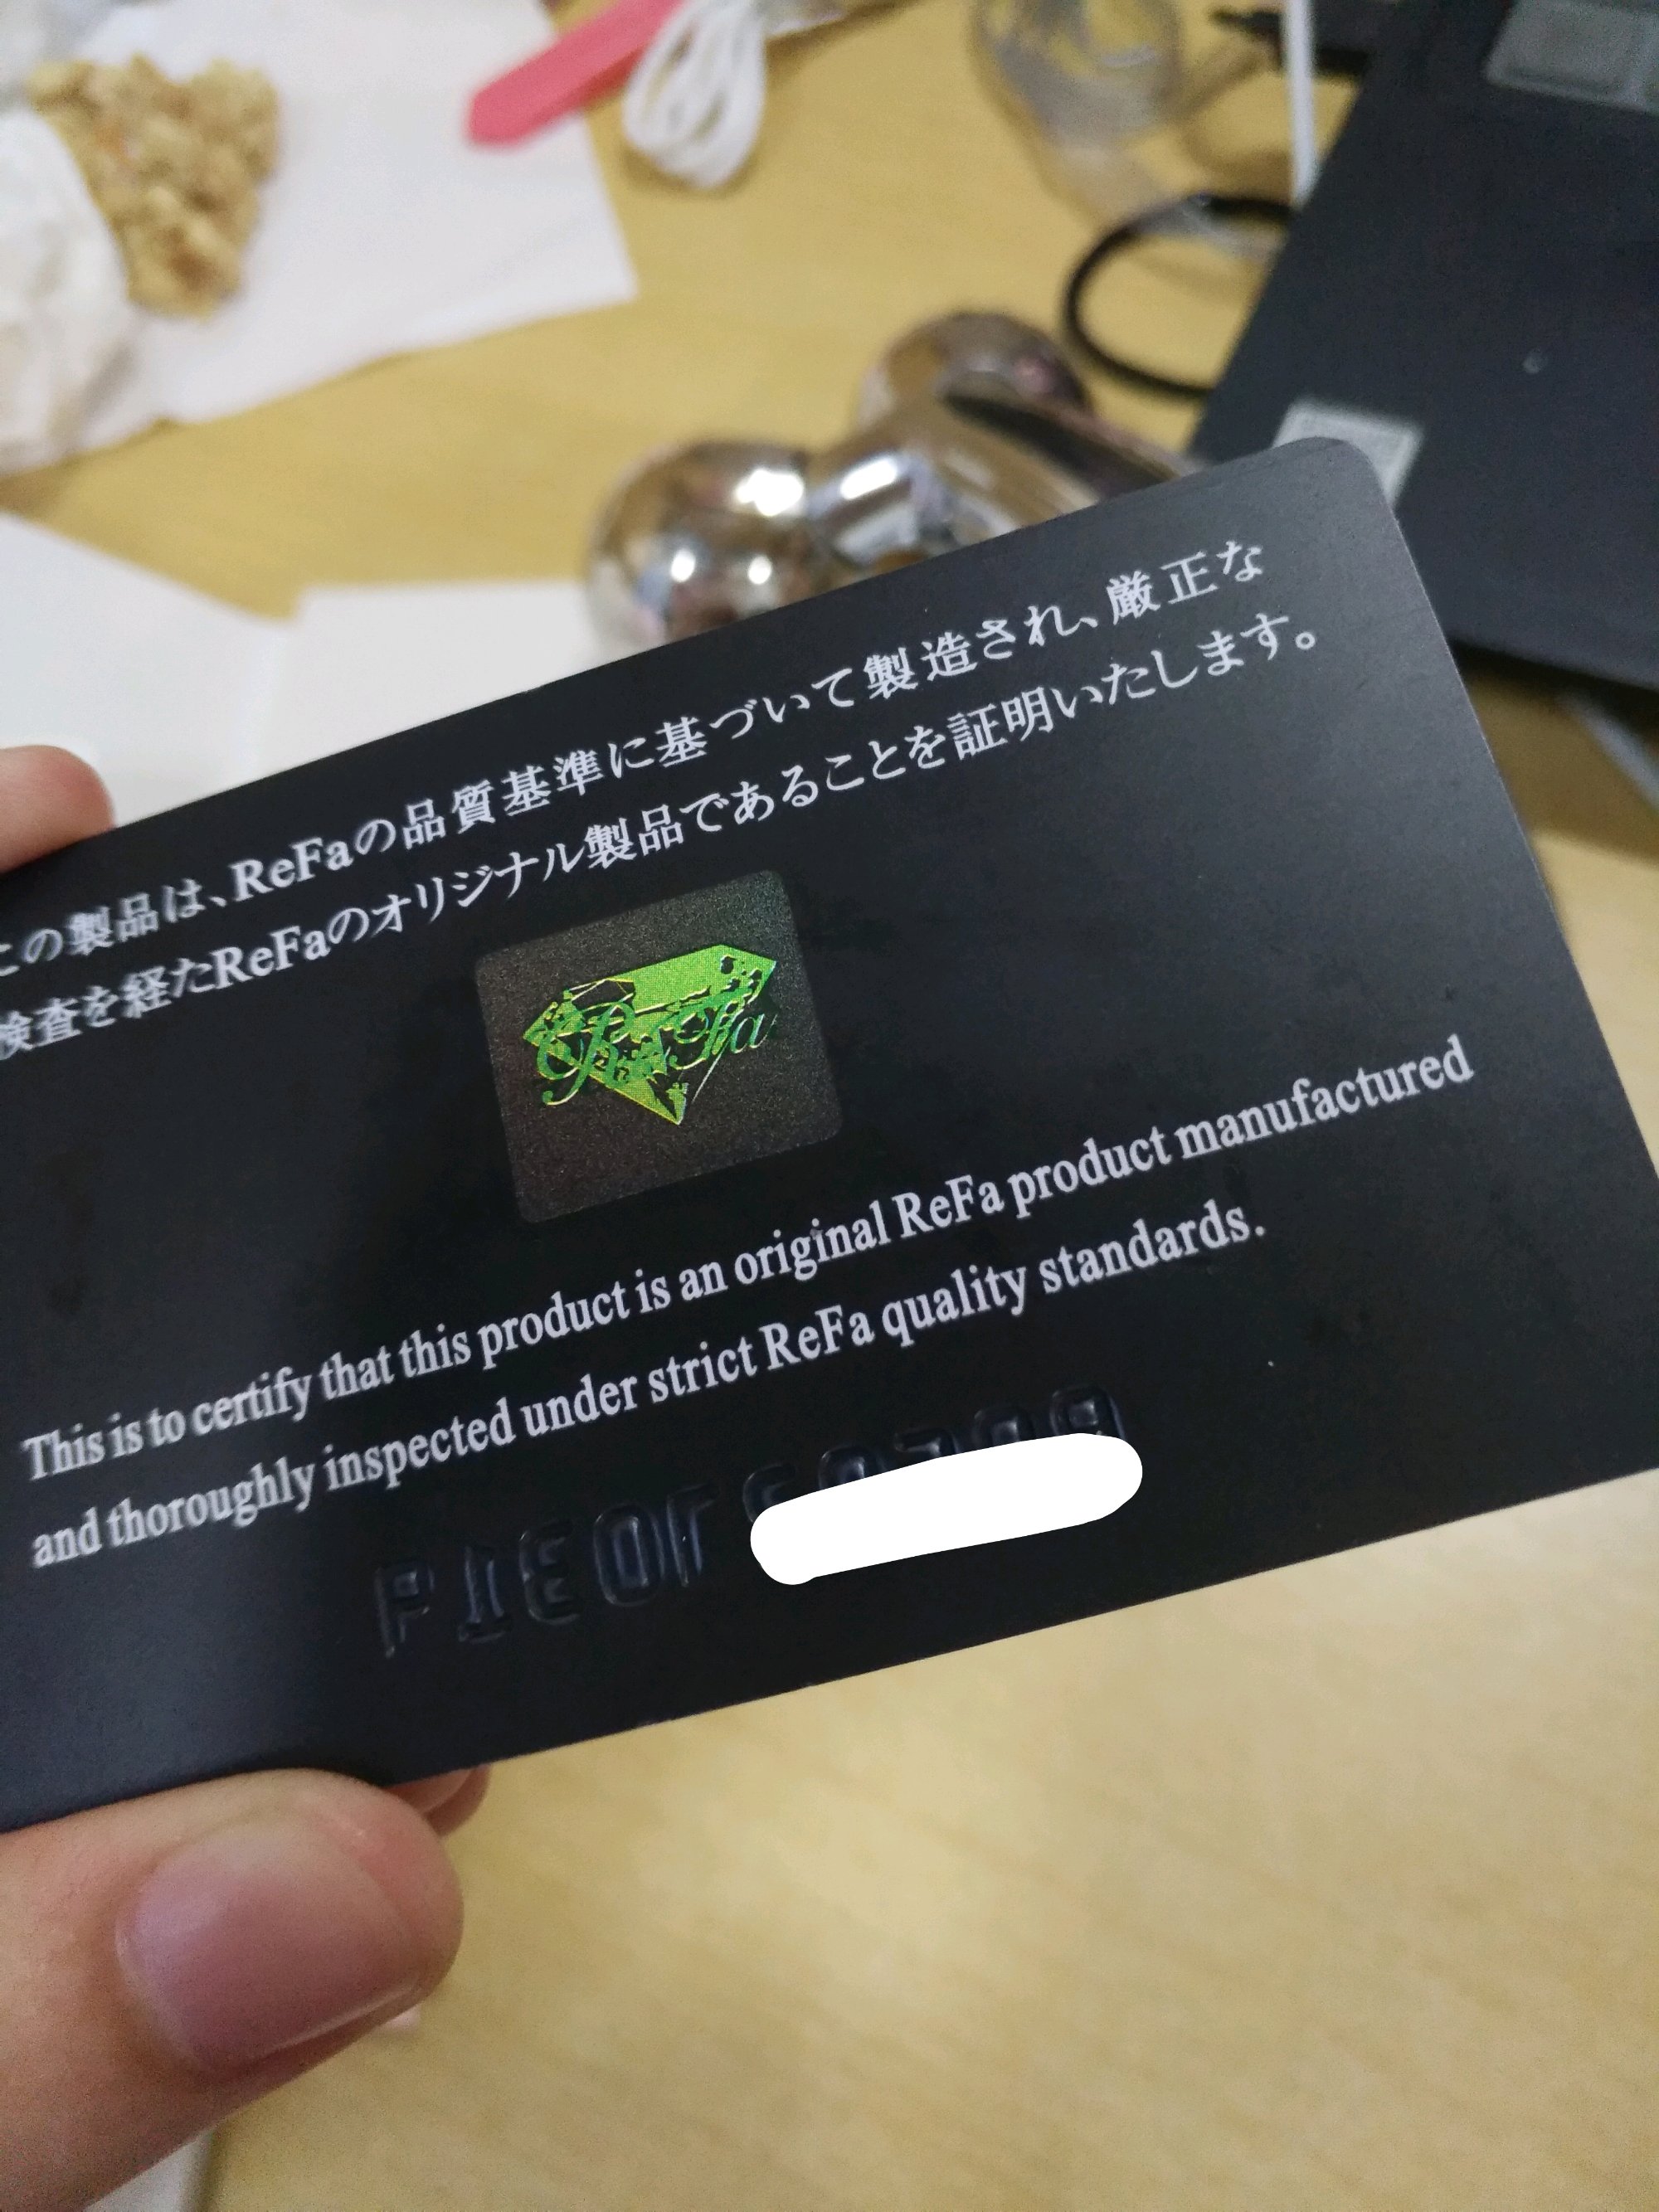 この製品は、ReFaの品質基準に基づいて製造され、厳正な
検査を経たReFaのオリジナル製品であることを証明いたします。
ReFa
This is to certify that this product is an original ReFa product manufactured
and thoroughly inspected under strict ReFa quality standards.